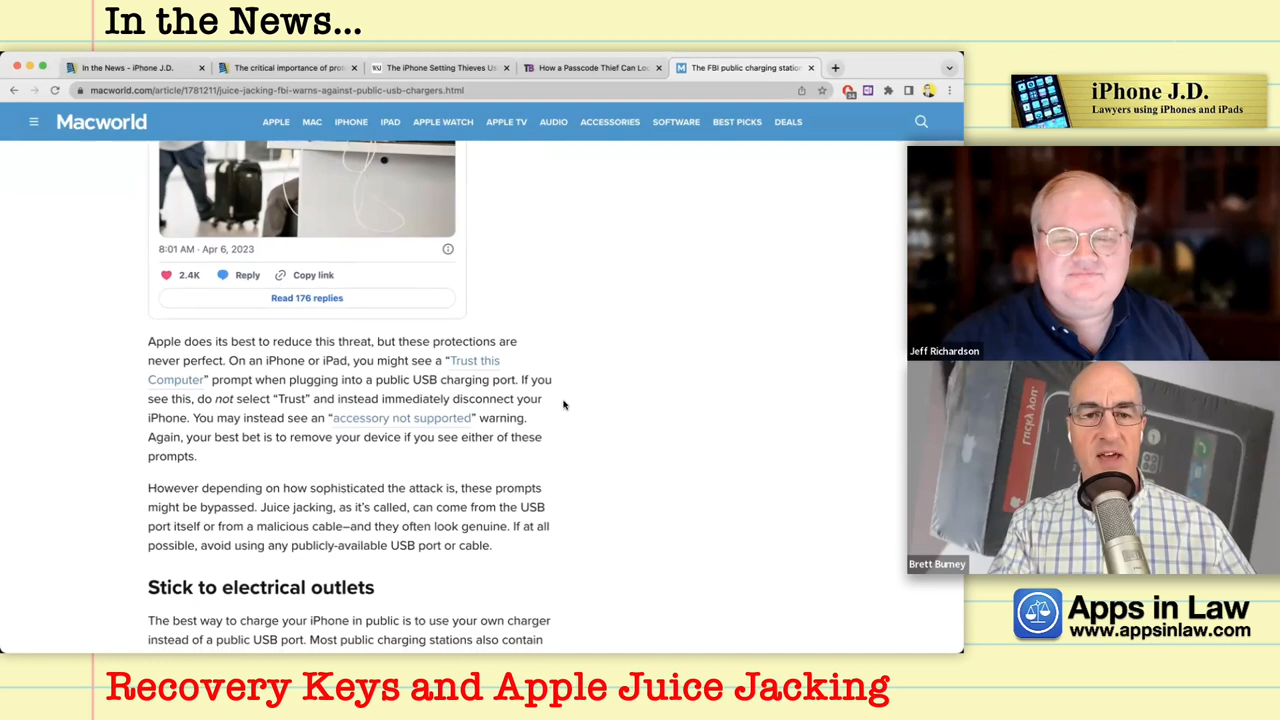 In the News...
In the News - iPhone J.D.
The critical importance of pro
The iPhone Setting Thieves Us
How a Passcode Thief Can Loc
The FBI public charging statio
macworld.com/article/1781211/juice-jacking-fbi-warns-against-public-usb-chargers.html
Macworld
APPLE MAC IPHONE IPAD APPLE WATCH APPLE TV AUDIO ACCESSORIES SOFTWARE BEST PICKS DEALS
8:01 AM · Apr 6, 2023
2.4K Reply Copy link
Read 176 replies
Apple does its best to reduce this threat, but these protections are
never perfect. On an iPhone or iPad, you might see a “Trust this
Computer” prompt when plugging into a public USB charging port. If you
see this, do not select “Trust” and instead immediately disconnect your
iPhone. You may instead see an “accessory not supported” warning.
Again, your best bet is to remove your device if you see either of these
prompts.
However depending on how sophisticated the attack is, these prompts
might be bypassed. Juice jacking, as it’s called, can come from the USB
port itself or from a malicious cable—and they often look genuine. If at all
possible, avoid using any publicly-available USB port or cable.
Stick to electrical outlets
The best way to charge your iPhone in public is to use your own charger
instead of a public USB port. Most public charging stations also contain
iPhone J.D.
Lawyers using iPhones and iPads
Jeff Richardson
Brett Burney
Apps in Law
www.appsinlaw.com
Recovery Keys and Apple Juice Jacking